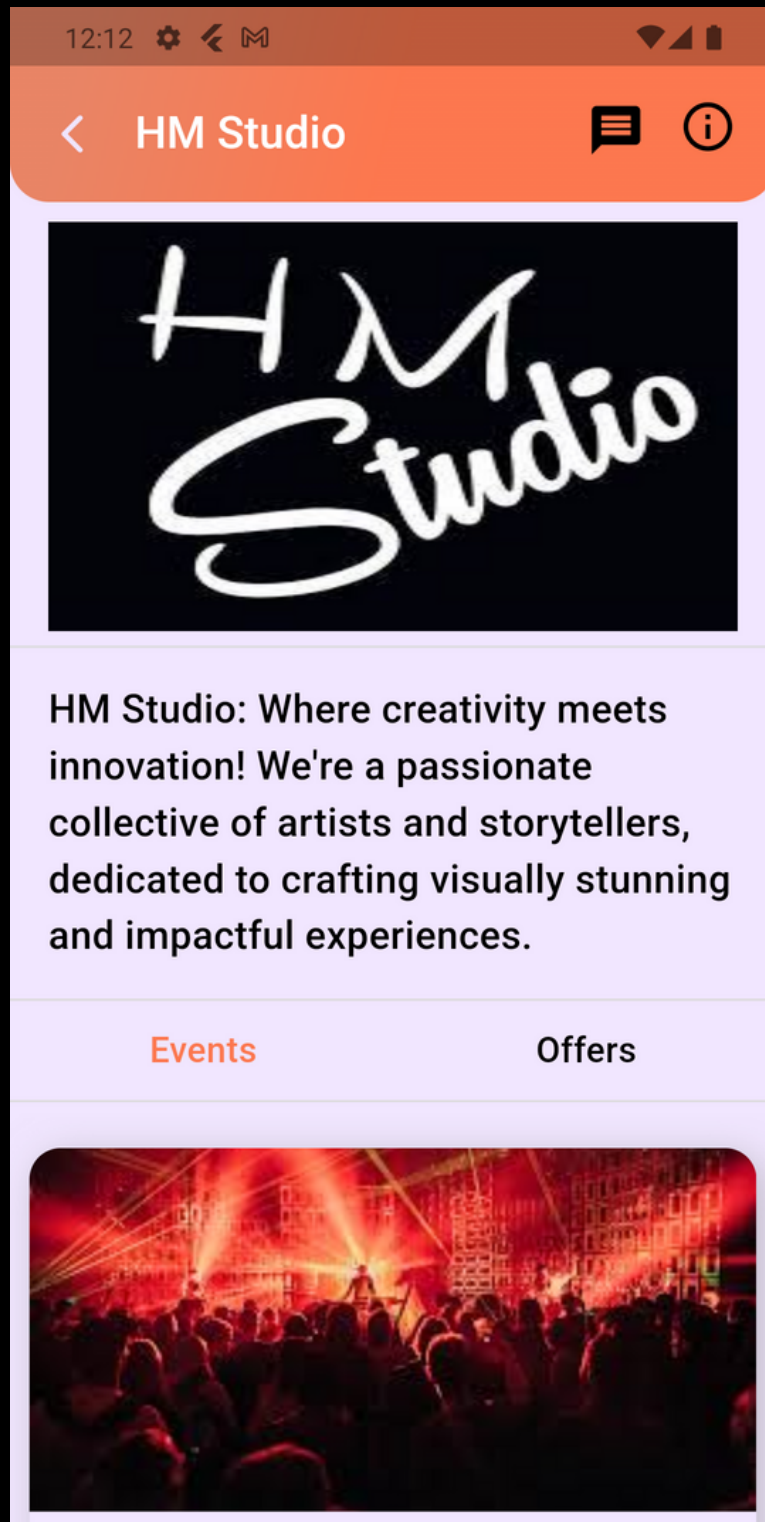 12:12
HM Studio
HM
Studio
HM Studio: Where creativity meets
innovation! We're a passionate
collective of artists and storytellers,
dedicated to crafting visually stunning
and impactful experiences.
Events Offers